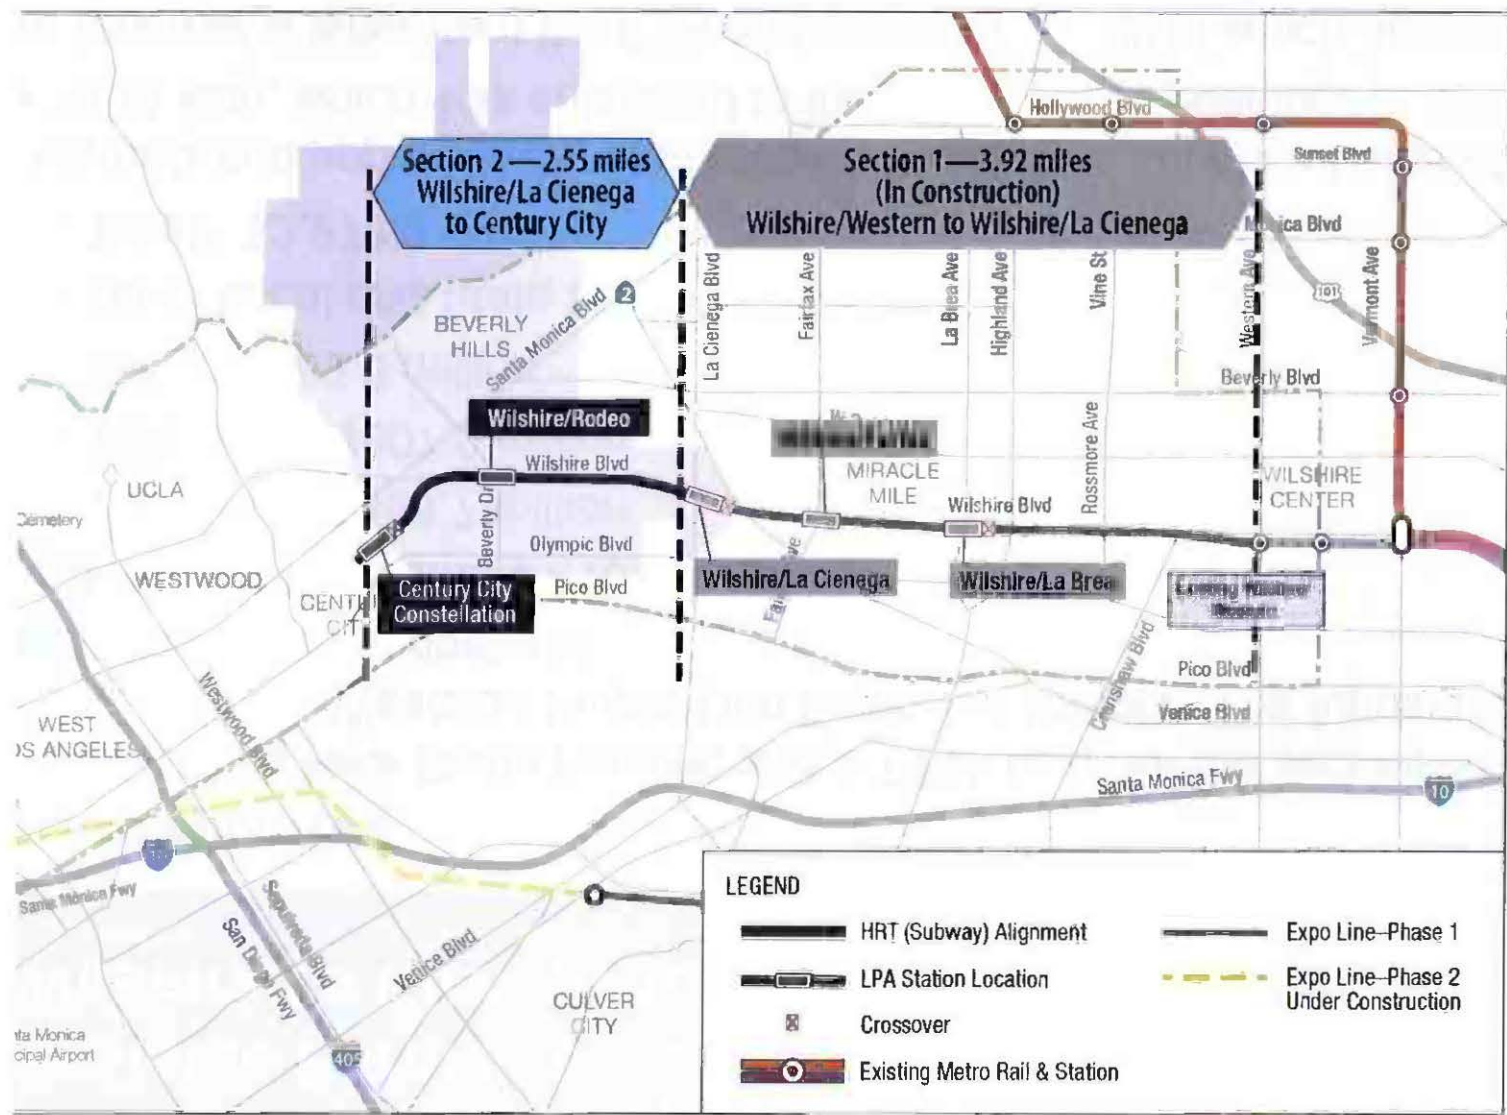 Hollywood Blvd
Sunset Blvd
Section 2—2.55 miles
Wilshire/La Cienega
to Century City
Section 1—3.92 miles
(In Construction)
Wilshire/Western to Wilshire/La Cienega
Blvd
La Cienega Blvd
Fairfax Ave
La Brea Ave
Highland Ave
Vine St
Western Ave
Vermont Ave
101
2
BEVERLY
HILLS
Santa Monica Blvd
Beverly Blvd
Wilshire/Rodeo
Wilshire Blvd
MIRACLE
MILE
Rossmore Ave
WILSHIRE
CENTER
UCLA
Cemetery
Wilshire Blvd
Beverly Dr
Olympic Blvd
WESTWOOD
Century City
Constellation
Pico Blvd
Wilshire/La Cienega
Wilshire/La Brea
Crenshaw Blvd
Pico Blvd
Venice Blvd
Westwood Blvd
WEST
OS ANGELES
Santa Monica Fwy
10
Santa Monica Fwy
Sepulveda Blvd
San Diego Fwy
Venice Blvd
CULVER
CITY
nta Monica
cipal Airport
405
LEGEND
HRT (Subway) Alignment
LPA Station Location
Crossover
Existing Metro Rail & Station
Expo Line–Phase 1
Expo Line–Phase 2
Under Construction